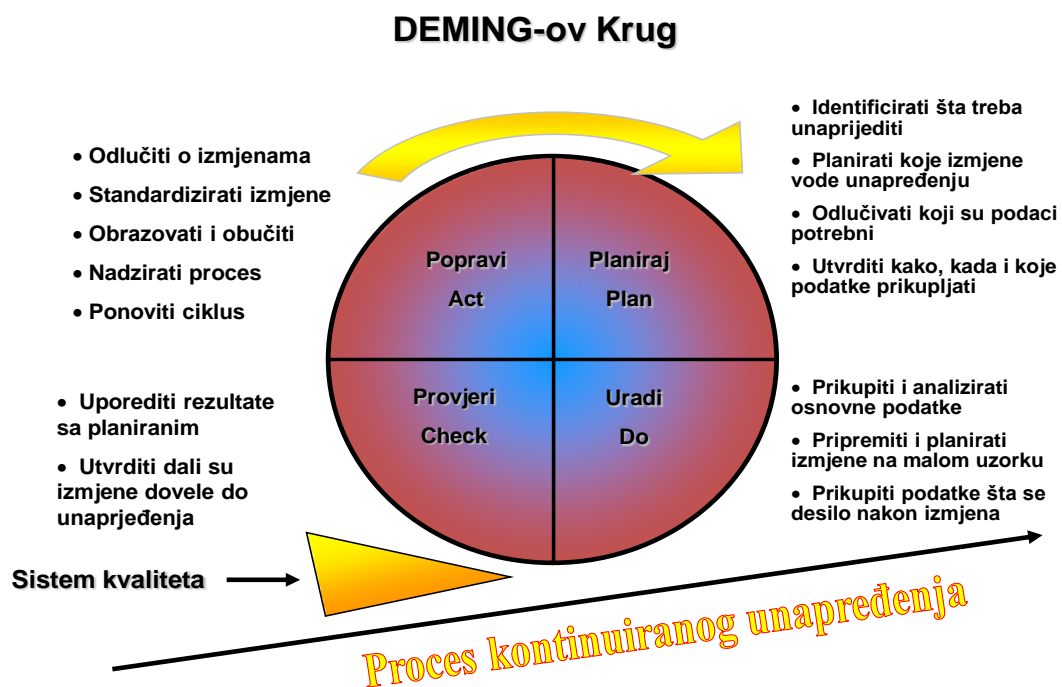 DEMING-ov Krug
• Odlučiti o izmjenama
• Standardizirati izmjene
• Obrazovati i obučiti
• Nadzirati proces
• Ponoviti ciklus
• Identificirati šta treba
unaprijediti
• Planirati koje izmjene
vode unapređenju
• Odlučivati koji su podaci
potrebni
• Utvrditi kako, kada i koje
podatke prikupljati
Popravi
Act
Planiraj
Plan
Provjeri
Check
Uradi
Do
• Uporediti rezultate
sa planiranim
• Utvrditi dali su
izmjene dovele do
unaprjeđenja
• Prikupiti i analizirati
osnovne podatke
• Pripremiti i planirati
izmjene na malom uzorku
• Prikupiti podatke šta se
desilo nakon izmjena
Sistem kvaliteta
Proces kontinuiranog unapređenja